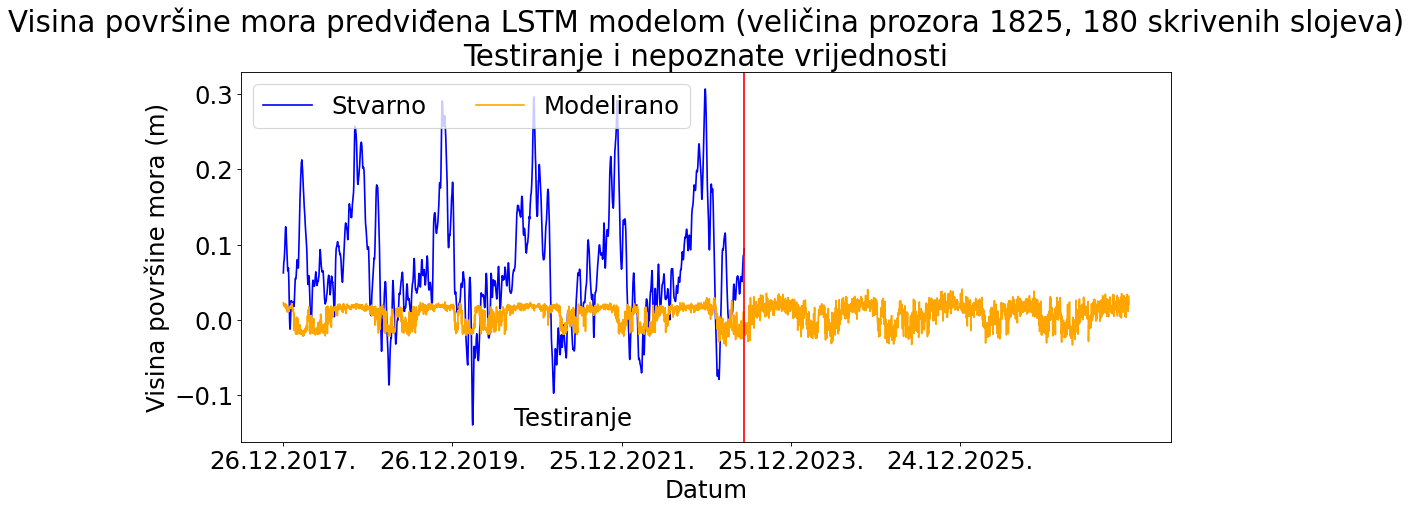 Visina površine mora predviđena LSTM modelom (veličina prozora 1825, 180 skrivenih slojeva)
Testiranje i nepoznate vrijednosti
Stvarno
Modelirano
Visina površine mora (m)
0.3
0.2
0.1
0.0
−0.1
Testiranje
26.12.2017.
26.12.2019.
25.12.2021.
25.12.2023.
24.12.2025.
Datum